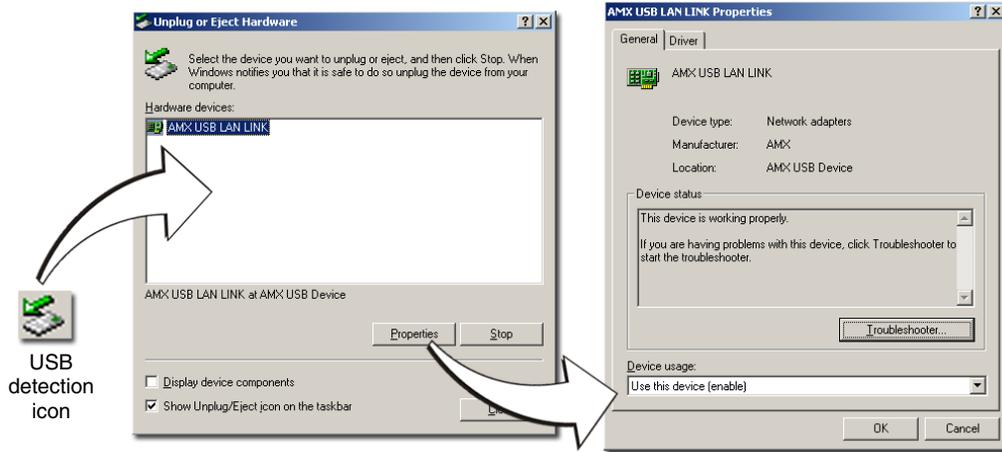 Unplug or Eject Hardware
Select the device you want to unplug or eject, and then click Stop. When
Windows notifies you that it is safe to do so unplug the device from your
computer.
Hardware devices:
AMX USB LAN LINK
AMX USB LAN LINK at AMX USB Device
Properties
Stop
Display device components
Show Unplug/Eject icon on the taskbar
USB
detection
icon
AMX USB LAN LINK Properties
General
Driver
AMX USB LAN LINK
Device type: Network adapters
Manufacturer: AMX
Location: AMX USB Device
Device status
This device is working properly.
If you are having problems with this device, click Troubleshooter to
start the troubleshooter.
Troubleshooter...
Device usage:
Use this device (enable)
OK
Cancel